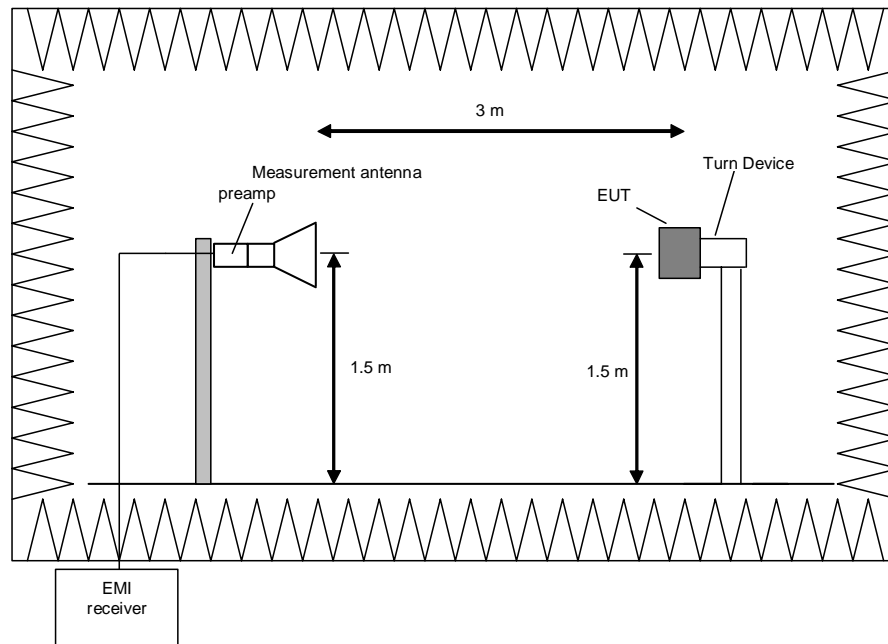 3 m
Measurement antenna
preamp
Turn Device
EUT
1.5 m
1.5 m
EMI
receiver